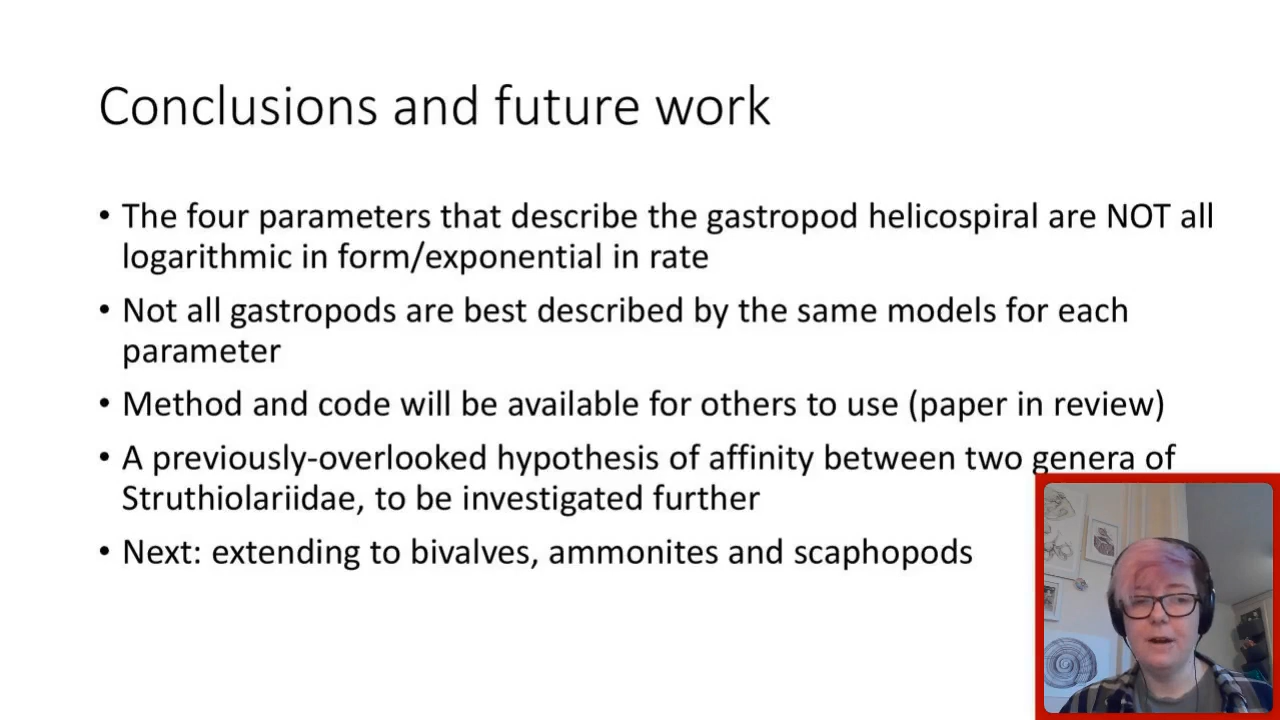 Conclusions and future work
• The four parameters that describe the gastropod helicospiral are NOT all
logarithmic in form/exponential in rate
• Not all gastropods are best described by the same models for each
parameter
• Method and code will be available for others to use (paper in review)
• A previously-overlooked hypothesis of affinity between two genera of
Struthiolariidae, to be investigated further
• Next: extending to bivalves, ammonites and scaphopods